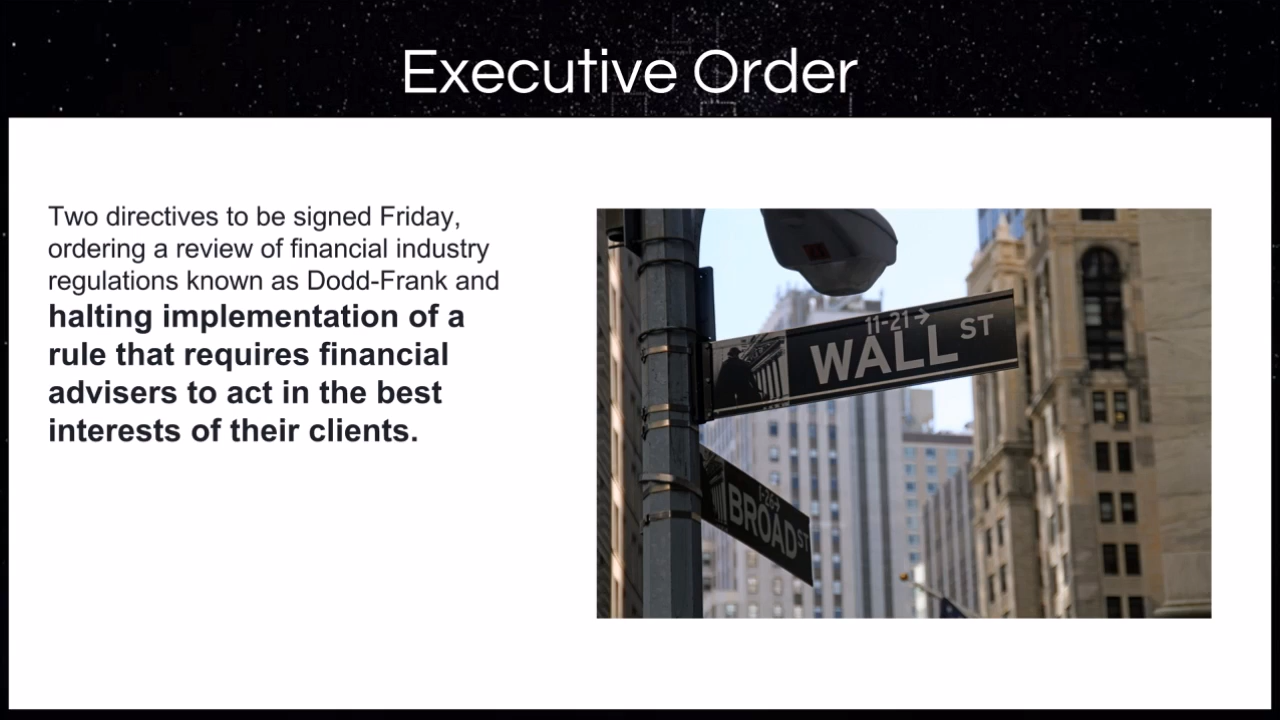 Executive Order
Two directives to be signed Friday,
ordering a review of financial industry
regulations known as Dodd-Frank and
halting implementation of a
rule that requires financial
advisers to act in the best
interests of their clients.
11-21→
WALL ST
BROAD ST